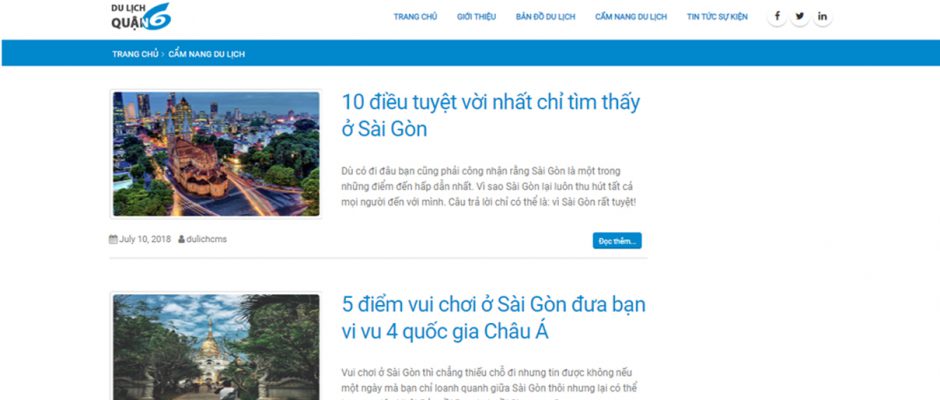 DU LỊCH
QUẬN 6
TRANG CHỦ GIỚI THIỆU BẢN ĐỒ DU LỊCH CẨM NANG DU LỊCH TIN TỨC SỰ KIỆN
TRANG CHỦ › CẨM NANG DU LỊCH
10 điều tuyệt vời nhất chỉ tìm thấy
ở Sài Gòn
Dù có đi đâu bạn cũng phải công nhận rằng Sài Gòn là một trong
những điểm đến hấp dẫn nhất. Vì sao Sài Gòn lại luôn thu hút tất cả
mọi người đến với mình. Câu trả lời chỉ có thể là: vì Sài Gòn rất tuyệt!
July 10, 2018 dulichcms
Đọc thêm...
5 điểm vui chơi ở Sài Gòn đưa bạn
vi vu 4 quốc gia Châu Á
Vui chơi ở Sài Gòn thì chẳng thiếu chỗ đi nhưng tin được không nếu
một ngày mà bạn chỉ loanh quanh giữa Sài Gòn thôi nhưng lại có thể